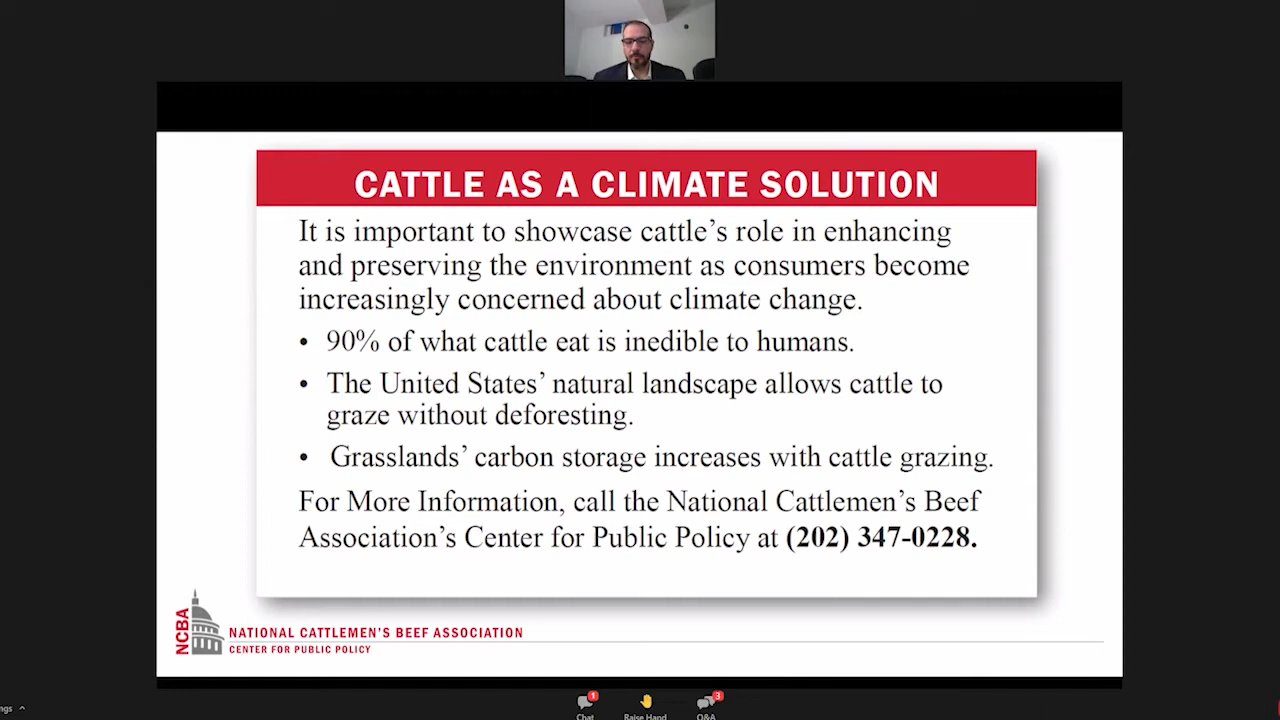 CATTLE AS A CLIMATE SOLUTION
It is important to showcase cattle's role in enhancing
and preserving the environment as consumers become
increasingly concerned about climate change.
• 90% of what cattle eat is inedible to humans.
• The United States' natural landscape allows cattle to
graze without deforesting.
• Grasslands' carbon storage increases with cattle grazing.
For More Information, call the National Cattlemen's Beef
Association's Center for Public Policy at (202) 347-0228.
NCBA
NATIONAL CATTLEMEN'S BEEF ASSOCIATION
CENTER FOR PUBLIC POLICY
ngs
1
3
Chat
Raise Hand
Q&A